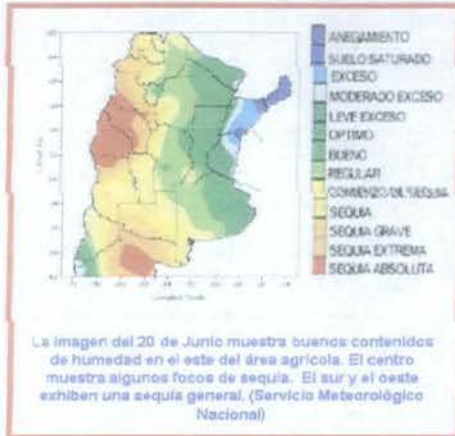 ANEGAMIENTO
SUELO SATURADO
EXCESO
MODERADO EXCESO
LEVE EXCESO
OPTIMO
BUENO
REGULAR
COMIENZO DE SEQUIA
SEQUIA
SEQUIA GRAVE
SEQUIA EXTREMA
SEQUIA ABSOLUTA
La imagen del 20 de Junio muestra buenos contenidos
de humedad en el este del área agrícola. El centro
muestra algunos focos de sequía. El sur y el oeste
exhiben una sequía general. (Servicio Meteorológico
Nacional)